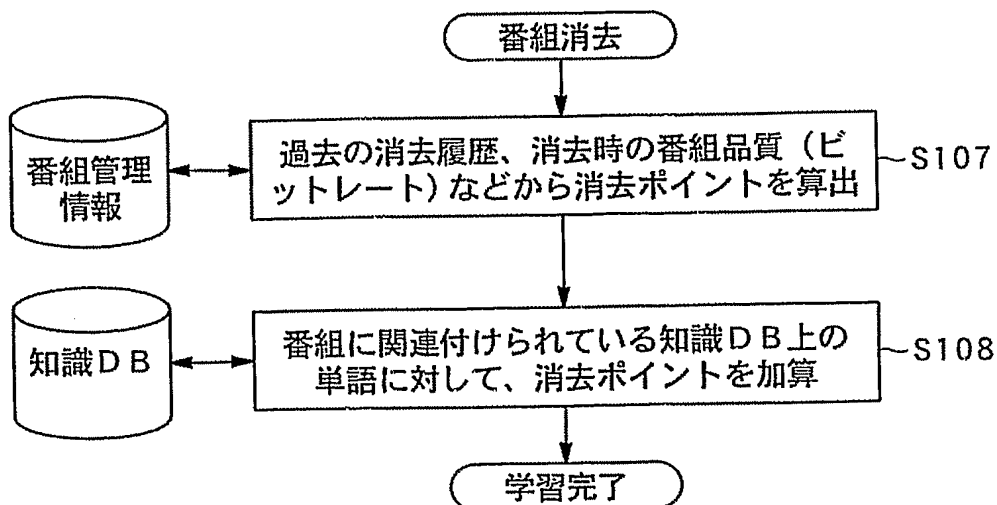 番組消去
番組管理
情報
過去の消去履歴、消去時の番組品質(ビ
ットレート)などから消去ポイントを算出
S107
知識DB
番組に関連付けられている知識DB上の
単語に対して、消去ポイントを加算
S108
学習完了